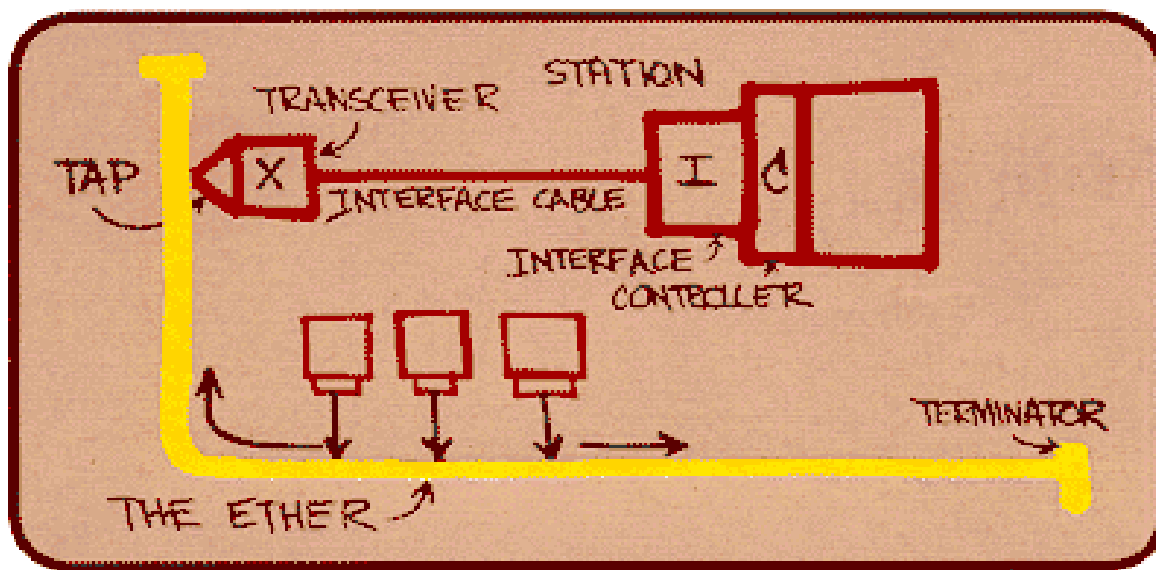 STATION
TRANSCEIVER
TAP
X
I
C
INTERFACE CABLE
INTERFACE
CONTROLLER
TERMINATOR
THE ETHER